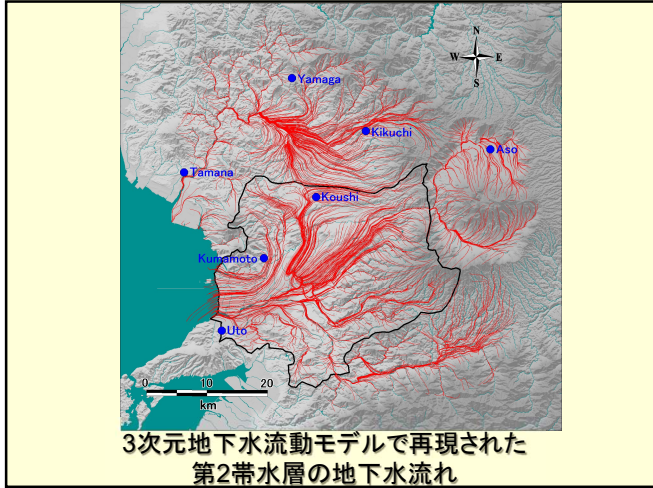 N
W E
S
Yamaga
Kikuchi
Aso
Tamana
Koushi
Kumamoto
Uto
0 10 20
km
3次元地下水流動モデルで再現された
第2帯水層の地下水流れ